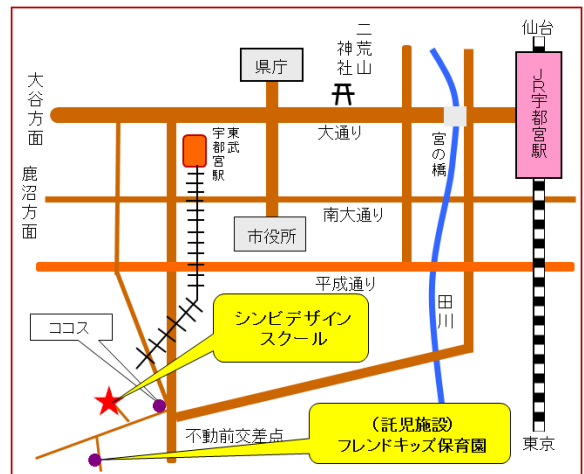 仙台
二荒山
神社
県庁
JR宇都宮駅
大谷方面
大通り
東武
宇都宮駅
宮の橋
鹿沼方面
南大通り
市役所
平成通り
田川
シンビデザイン
スクール
ココス
不動前交差点
(託児施設)
フレンドキッズ保育園
東京